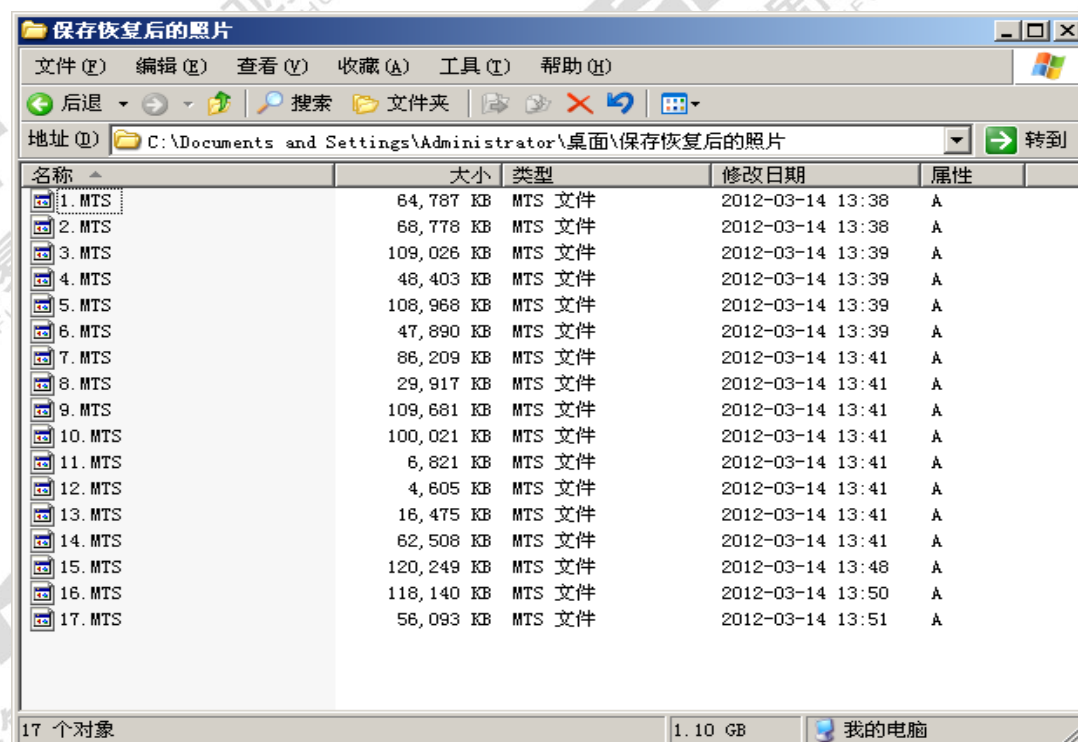 保存恢复后的照片
文件(F) 编辑(E) 查看(V) 收藏(A) 工具(T) 帮助(H)
后退 搜索 文件夹
地址(D) C:\Documents and Settings\Administrator\桌面\保存恢复后的照片 转到
名称 大小 类型 修改日期 属性
1.MTS 64,787 KB MTS 文件 2012-03-14 13:38 A
2.MTS 68,778 KB MTS 文件 2012-03-14 13:38 A
3.MTS 109,026 KB MTS 文件 2012-03-14 13:39 A
4.MTS 48,403 KB MTS 文件 2012-03-14 13:39 A
5.MTS 108,968 KB MTS 文件 2012-03-14 13:39 A
6.MTS 47,890 KB MTS 文件 2012-03-14 13:39 A
7.MTS 86,209 KB MTS 文件 2012-03-14 13:41 A
8.MTS 29,917 KB MTS 文件 2012-03-14 13:41 A
9.MTS 109,681 KB MTS 文件 2012-03-14 13:41 A
10.MTS 100,021 KB MTS 文件 2012-03-14 13:41 A
11.MTS 6,821 KB MTS 文件 2012-03-14 13:41 A
12.MTS 4,605 KB MTS 文件 2012-03-14 13:41 A
13.MTS 16,475 KB MTS 文件 2012-03-14 13:41 A
14.MTS 62,508 KB MTS 文件 2012-03-14 13:41 A
15.MTS 120,249 KB MTS 文件 2012-03-14 13:48 A
16.MTS 118,140 KB MTS 文件 2012-03-14 13:50 A
17.MTS 56,093 KB MTS 文件 2012-03-14 13:51 A
17 个对象 1.10 GB 我的电脑